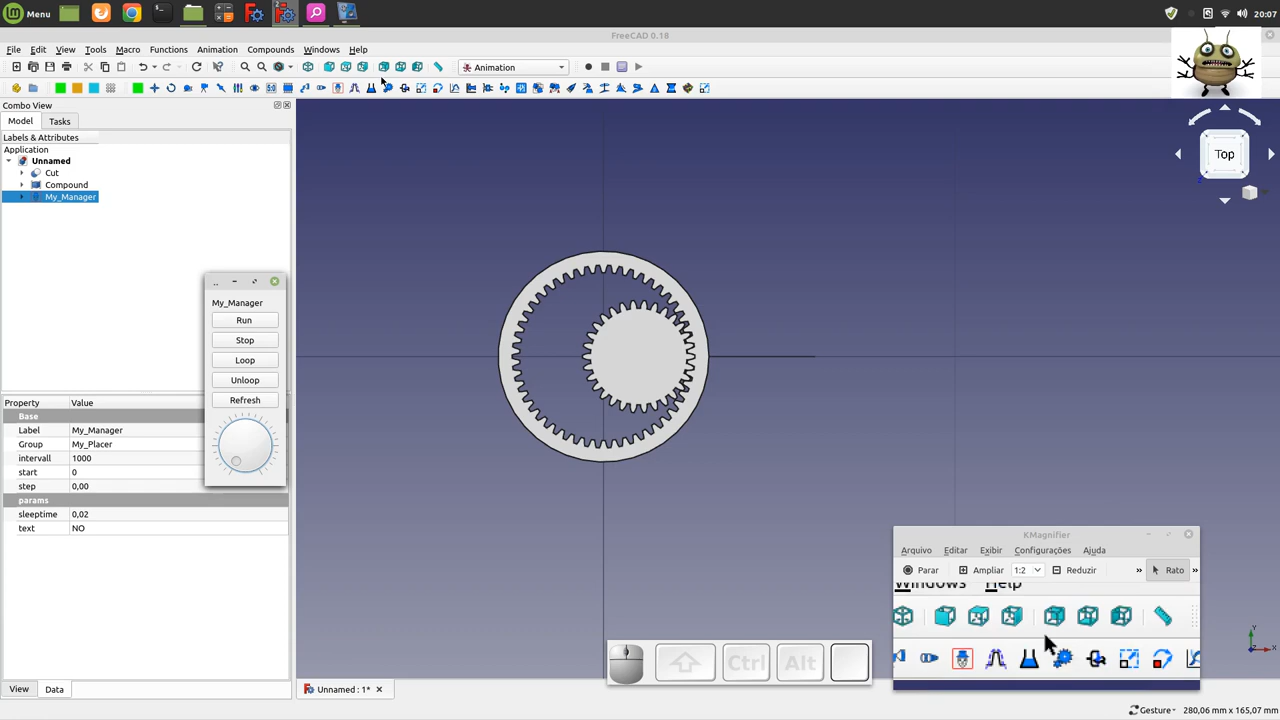 Menu
20:07
FreeCAD 0.18
File Edit View Tools Macro Functions Animation Compounds Windows Help
Animation
Combo View
Model Tasks
Labels & Attributes
Application
Unnamed
Cut
Compound
My_Manager
Top
My_Manager
Run
Stop
Loop
Unloop
Refresh
Property Value
Base
Label My_Manager
Group My_Placer
intervall 1000
start 0
step 0,00
params
sleeptime 0,02
text NO
KMagnifier
Arquivo Editar Exibir Configurações Ajuda
Parar Ampliar 1:2 Reduzir » Rato »
Windows Help
Ctrl Alt
View Data
Unnamed : 1*
Gesture 280,06 mm x 165,07 mm